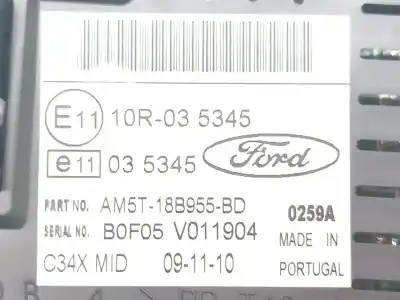 E11 10R-03 5345
e11 03 5345 Ford
PART NO. AM5T-18B955-BD 0259A
SERIAL NO. B0F05 V011904 MADE IN
C34X MID 09-11-10 PORTUGAL